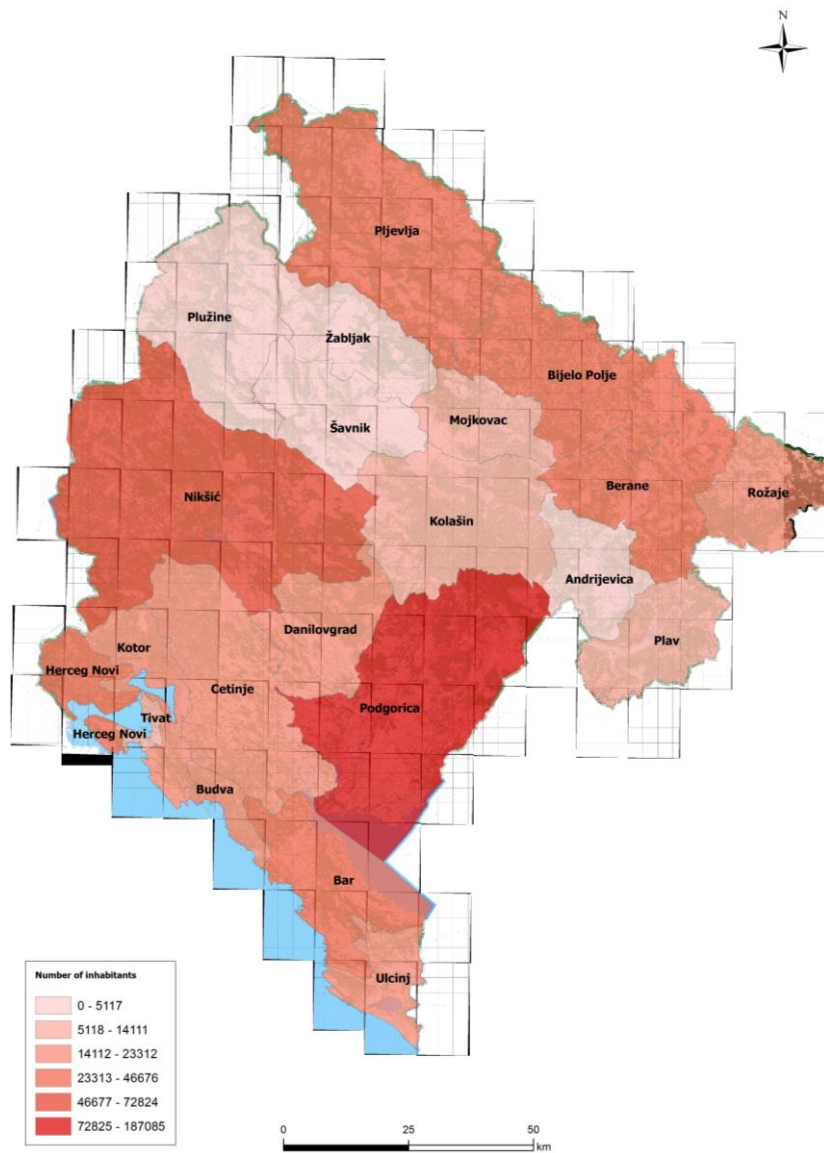 N
Pljevlja
Plužine
Žabljak
Bijelo Polje
Mojkovac
Šavnik
Berane
Rožaje
Nikšić
Kolašin
Andrijevica
Danilovgrad
Plav
Kotor
Herceg Novi
Cetinje
Podgorica
Tivat
Herceg Novi
Budva
Bar
Ulcinj
Number of inhabitants
0 - 5117
5118 - 14111
14112 - 23312
23313 - 46676
46677 - 72824
72825 - 187085
0 25 50
km